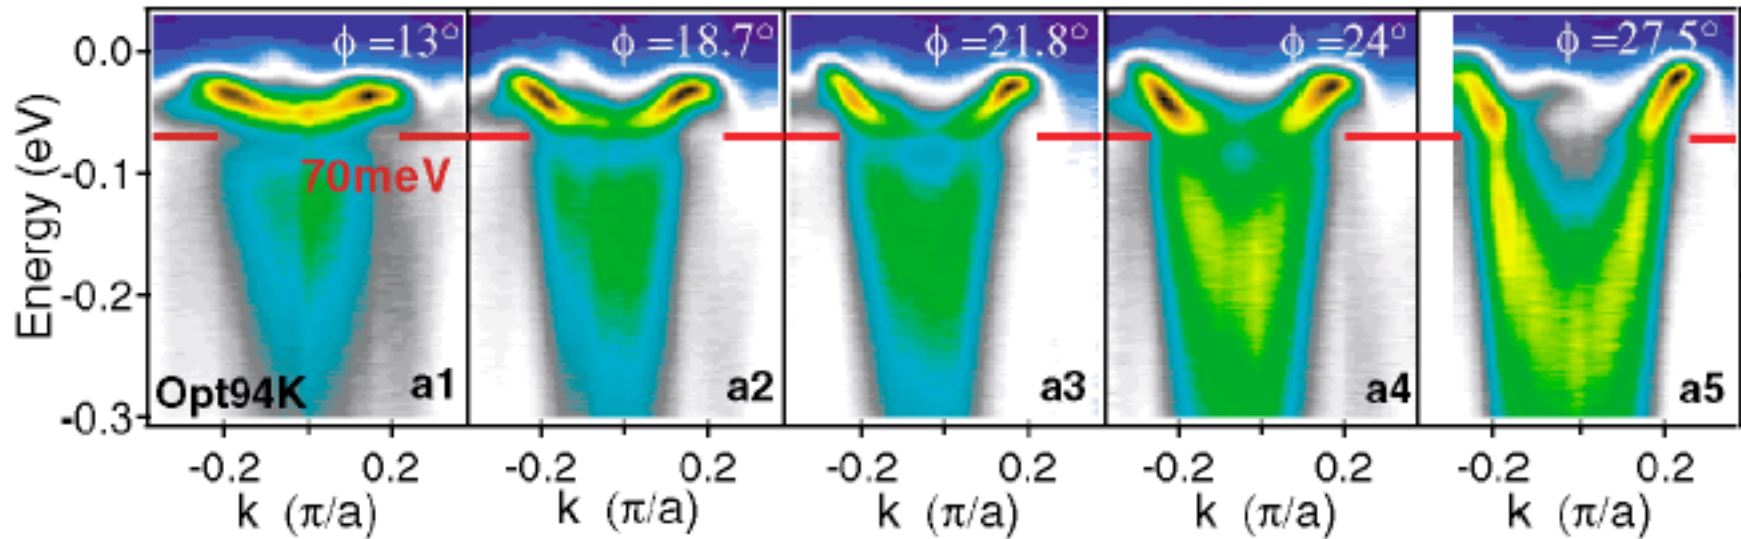 ϕ =13°
ϕ =18.7°
ϕ =21.8°
ϕ =24°
ϕ =27.5°
Energy (eV)
0.0
-0.1
-0.2
-0.3
70meV
Opt94K
a1
a2
a3
a4
a5
-0.2 0.2
-0.2 0.2
-0.2 0.2
-0.2 0.2
-0.2 0.2
k (π/a)
k (π/a)
k (π/a)
k (π/a)
k (π/a)